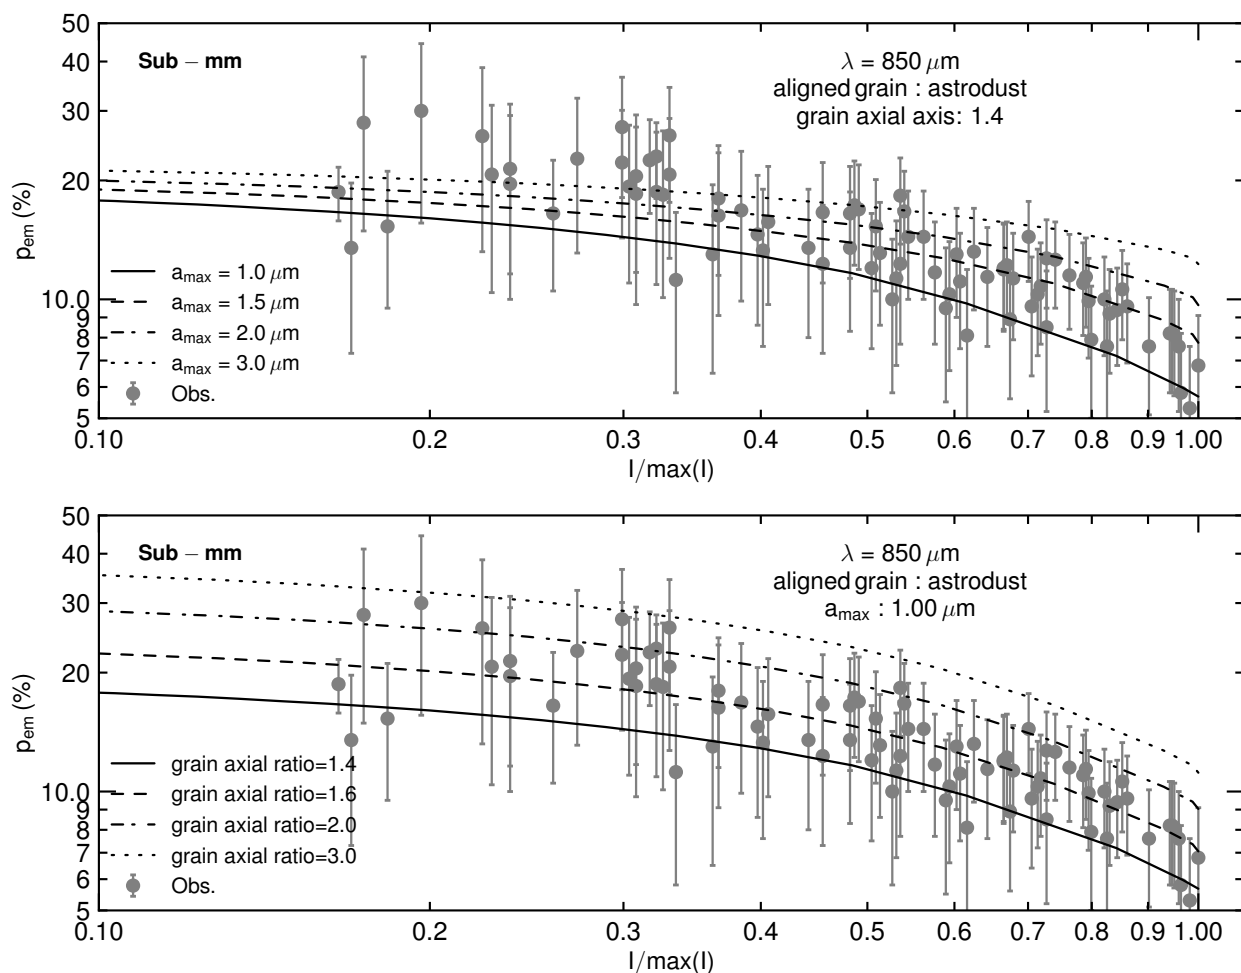 50
40
30
20
10.0
9
8
7
6
5
p_em (%)
Sub − mm
λ = 850 μm
aligned grain : astrodust
grain axial axis: 1.4
a_max = 1.0 μm
a_max = 1.5 μm
a_max = 2.0 μm
a_max = 3.0 μm
Obs.
0.10 0.2 0.3 0.4 0.5 0.6 0.7 0.8 0.9 1.00
I/max(I)
50
40
30
20
10.0
9
8
7
6
5
p_em (%)
Sub − mm
λ = 850 μm
aligned grain : astrodust
a_max : 1.00 μm
grain axial ratio=1.4
grain axial ratio=1.6
grain axial ratio=2.0
grain axial ratio=3.0
Obs.
0.10 0.2 0.3 0.4 0.5 0.6 0.7 0.8 0.9 1.00
I/max(I)